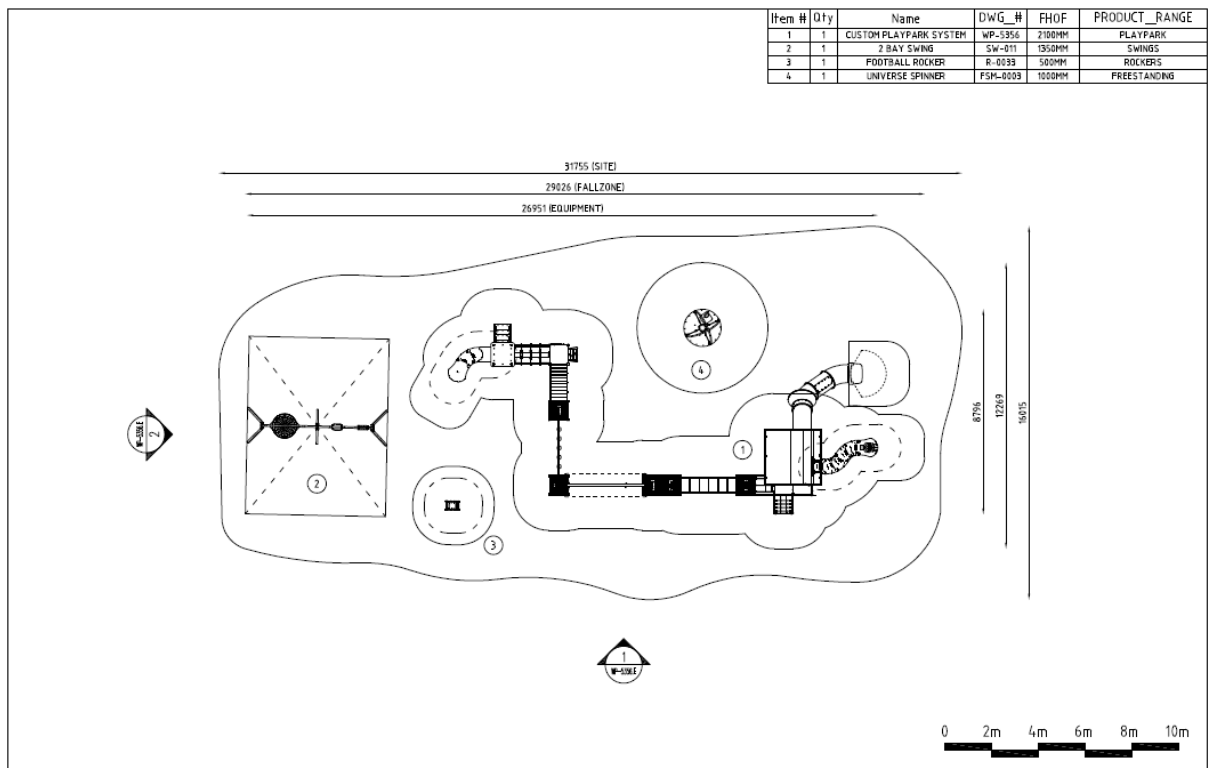 Item # Qty Name DWG_# FHOF PRODUCT_RANGE
1 1 CUSTOM PLAYPARK SYSTEM WP-5356 2100MM PLAYPARK
2 1 2 BAY SWING SW-011 1350MM SWINGS
3 1 FOOTBALL ROCKER R-0033 500MM ROCKERS
4 1 UNIVERSE SPINNER FSM-0003 1000MM FREESTANDING
31755 (SITE)
29026 (FALLZONE)
26951 (EQUIPMENT)
4
8796
12269
16015
2
1
2
3
1
0 2m 4m 6m 8m 10m